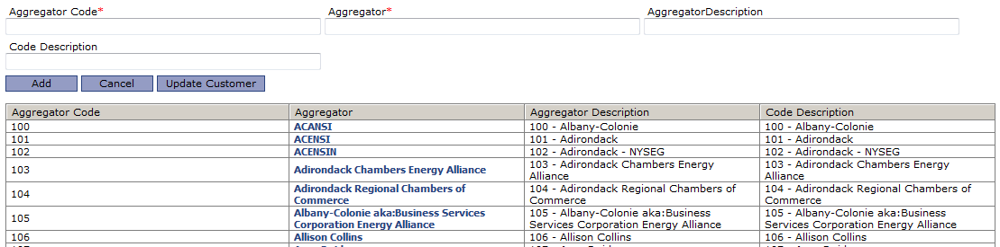 Aggregator Code* Aggregator* AggregatorDescription
Code Description
Add Cancel Update Customer
Aggregator Code Aggregator Aggregator Description Code Description
100 ACANSI 100 - Albany-Colonie 100 - Albany-Colonie
101 ACENSI 101 - Adirondack 101 - Adirondack
102 ACENSIN 102 - Adirondack - NYSEG 102 - Adirondack - NYSEG
103 Adirondack Chambers Energy Alliance 103 - Adirondack Chambers Energy 103 - Adirondack Chambers Energy
Alliance Alliance
104 Adirondack Regional Chambers of 104 - Adirondack Regional Chambers of 104 - Adirondack Regional Chambers of
Commerce Commerce Commerce
105 Albany-Colonie aka:Business Services 105 - Albany-Colonie aka:Business 105 - Albany-Colonie aka:Business
Corporation Energy Alliance Services Corporation Energy Alliance Services Corporation Energy Alliance
106 Allison Collins 106 - Allison Collins 106 - Allison Collins